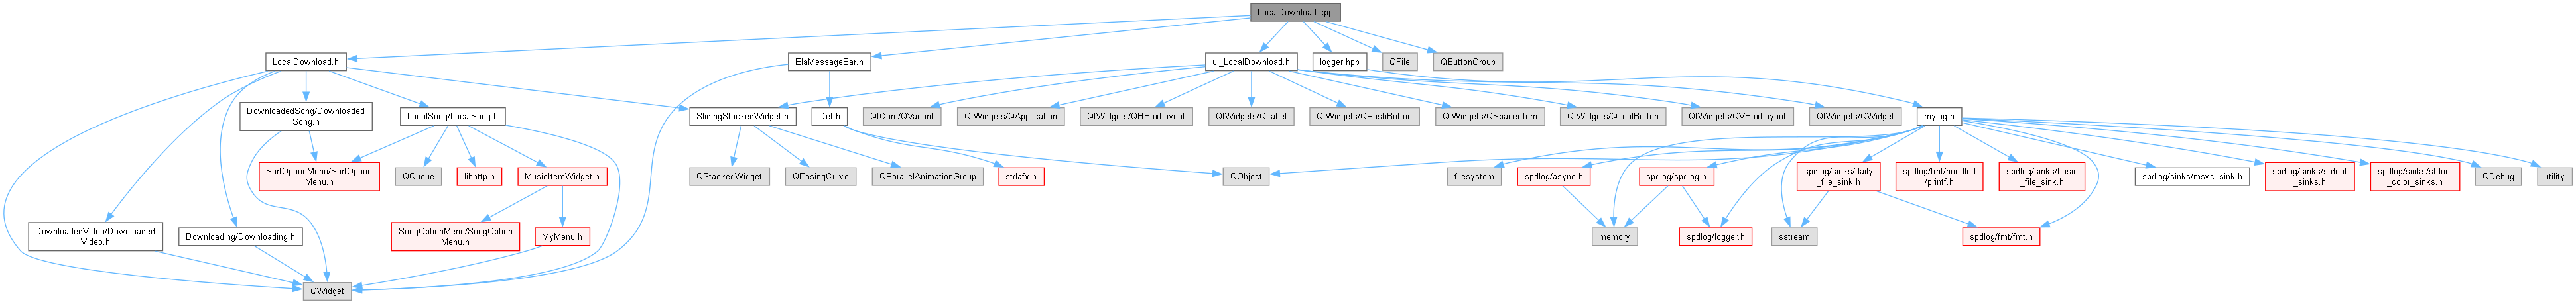 LocalDownload.cpp
LocalDownload.h
ElaMessageBar.h
ui_LocalDownload.h
logger.hpp
QFile
QButtonGroup
DownloadedSong/Downloaded
Song.h
LocalSong/LocalSong.h
SlidingStackedWidget.h
Def.h
QtCore/QVariant
QtWidgets/QApplication
QtWidgets/QHBoxLayout
QtWidgets/QLabel
QtWidgets/QPushButton
QtWidgets/QSpacerItem
QtWidgets/QToolButton
QtWidgets/QVBoxLayout
QtWidgets/QWidget
mylog.h
SortOptionMenu/SortOption
Menu.h
QQueue
libhttp.h
MusicItemWidget.h
QStackedWidget
QEasingCurve
QParallelAnimationGroup
stdafx.h
QObject
filesystem
spdlog/async.h
spdlog/spdlog.h
spdlog/sinks/daily
_file_sink.h
spdlog/fmt/bundled
/printf.h
spdlog/sinks/basic
_file_sink.h
spdlog/sinks/msvc_sink.h
spdlog/sinks/stdout
_sinks.h
spdlog/sinks/stdout
_color_sinks.h
QDebug
utility
DownloadedVideo/Downloaded
Video.h
Downloading/Downloading.h
SongOptionMenu/SongOption
Menu.h
MyMenu.h
memory
spdlog/logger.h
sstream
spdlog/fmt/fmt.h
QWidget